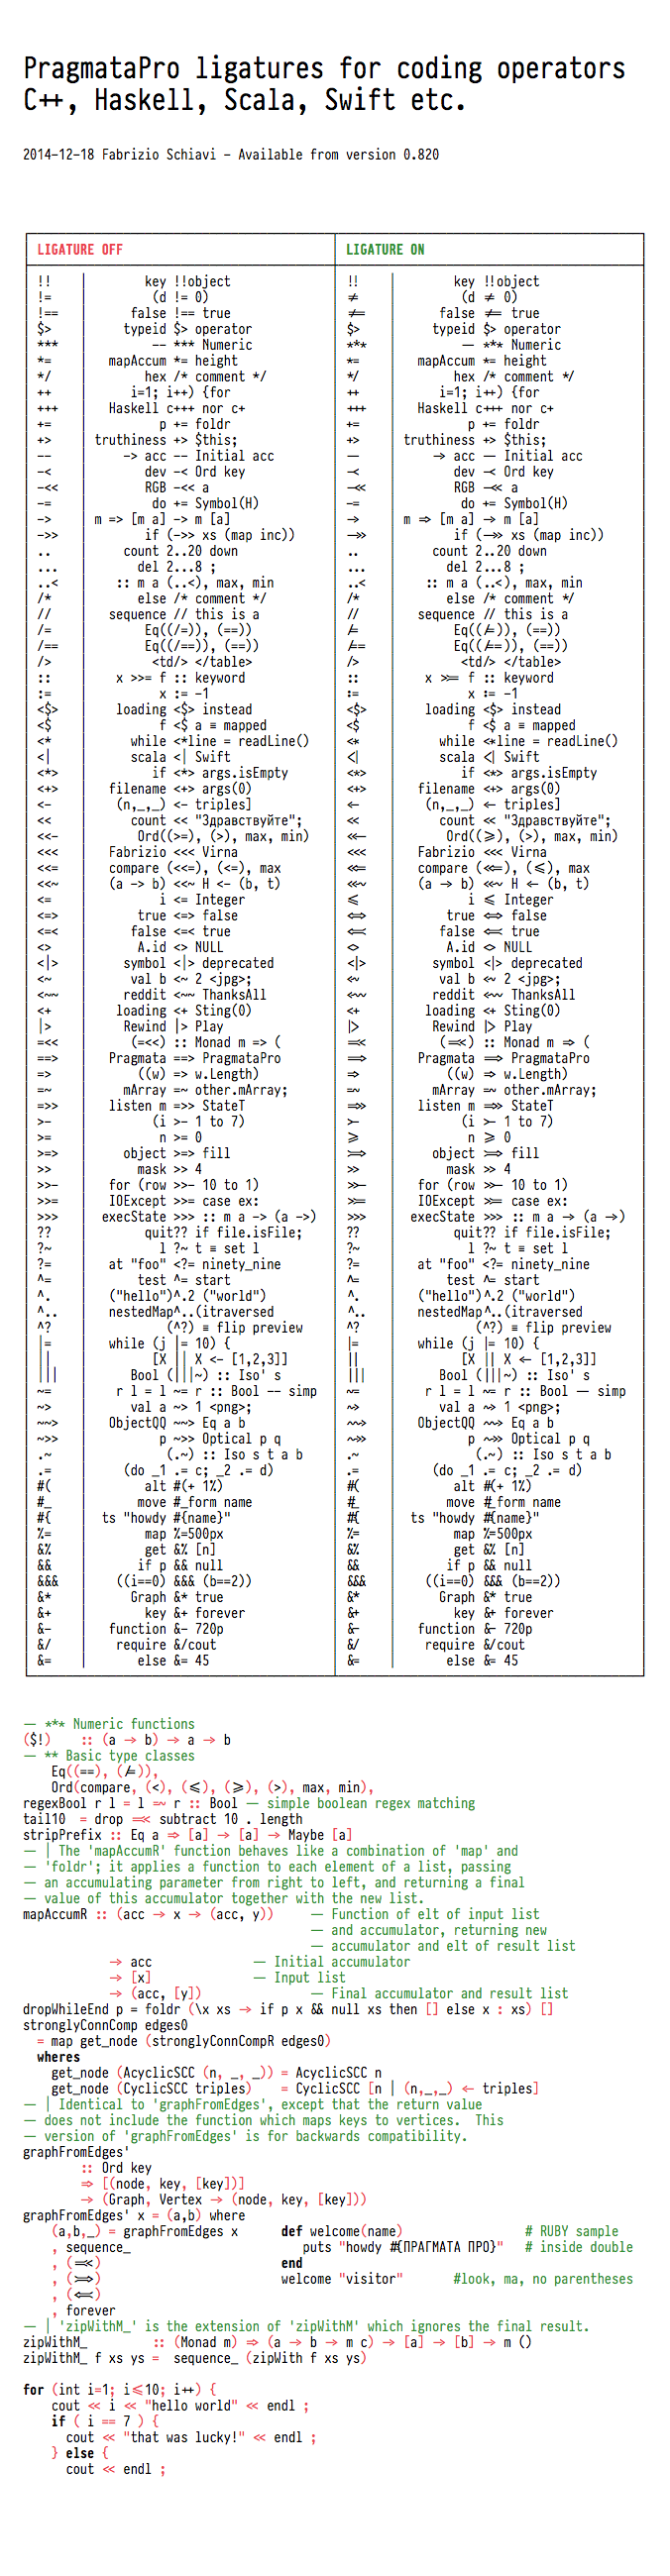 PragmataPro ligatures for coding operators
C++, Haskell, Scala, Swift etc.
2014-12-18 Fabrizio Schiavi - Available from version 0.820
LIGATURE OFF LIGATURE ON
!! key !!object !! key !!object
!= (d != 0) ≠ (d ≠ 0)
!== false !== true !== false !== true
$> typeid $> operator $> typeid $> operator
*** -- *** Numeric *** -- *** Numeric
*= mapAccum *= height *= mapAccum *= height
*/ hex /* comment */ */ hex /* comment */
++ i=1; i++) {for ++ i=1; i++) {for
+++ Haskell c+++ nor c+ +++ Haskell c+++ nor c+
+= p += foldr += p += foldr
+> truthiness +> $this; +> truthiness +> $this;
-- -> acc -- Initial acc -- -> acc -- Initial acc
-< dev -< Ord key -< dev -< Ord key
-<< RGB -<< a -<< RGB -<< a
-= do += Symbol(H) -= do += Symbol(H)
-> m => [m a] -> m [a] -> m => [m a] -> m [a]
->> if (->> xs (map inc)) ->> if (->> xs (map inc))
.. count 2..20 down .. count 2..20 down
... del 2...8 ; ... del 2...8 ;
..< :: m a (..<), max, min ..< :: m a (..<), max, min
/* else /* comment */ /* else /* comment */
// sequence // this is a // sequence // this is a
/= Eq((/=)), (==)) /= Eq((/=)), (==))
/== Eq((/==)), (==)) /== Eq((/==)), (==))
/> <td/> </table> /> <td/> </table>
:: x >>= f :: keyword :: x >>= f :: keyword
:= x := -1 := x := -1
<$> loading <$> instead <$> loading <$> instead
<$ f <$ a ≡ mapped <$ f <$ a ≡ mapped
<* while <*line = readLine() <* while <*line = readLine()
<| scala <| Swift <| scala <| Swift
<*> if <*> args.isEmpty <*> if <*> args.isEmpty
<+> filename <+> args(0) <+> filename <+> args(0)
<- (n,_,_) <- triples] <- (n,_,_) <- triples]
<< count << "Здравствуйте"; << count << "Здравствуйте";
<<- Ord((>=), (>), max, min) <<- Ord((⩾), (>), max, min)
<<< Fabrizio <<< Virna <<< Fabrizio <<< Virna
<<= compare (<<=), (<=), max <<= compare (<<=), (⩽), max
<<~ (a -> b) <<~ H <- (b, t) <<~ (a -> b) <<~ H <- (b, t)
<= i <= Integer ⩽ i ⩽ Integer
<=> true <=> false <=> true <=> false
<=< false <=< true <=< false <=< true
<> A.id <> NULL <> A.id <> NULL
<|> symbol <|> deprecated <|> symbol <|> deprecated
<~ val b <~ 2 <jpg>; <~ val b <~ 2 <jpg>;
<~~ reddit <~~ ThanksAll <~~ reddit <~~ ThanksAll
<+ loading <+ Sting(0) <+ loading <+ Sting(0)
|> Rewind |> Play |> Rewind |> Play
=<< (=<<) :: Monad m => ( =<< (=<<) :: Monad m => (
==> Pragmata ==> PragmataPro ==> Pragmata ==> PragmataPro
=> ((w) => w.Length) => ((w) => w.Length)
=~ mArray =~ other.mArray; =~ mArray =~ other.mArray;
=>> listen m =>> StateT =>> listen m =>> StateT
>- (i >- 1 to 7) >- (i >- 1 to 7)
>= n >= 0 ⩾ n ⩾ 0
>=> object >=> fill >=> object >=> fill
>> mask >> 4 >> mask >> 4
>>- for (row >>- 10 to 1) >>- for (row >>- 10 to 1)
>>= IOExcept >>= case ex: >>= IOExcept >>= case ex:
>>> execState >>> :: m a -> (a ->) >>> execState >>> :: m a -> (a ->)
?? quit?? if file.isFile; ?? quit?? if file.isFile;
?~ l ?~ t ≡ set l ?~ l ?~ t ≡ set l
?= at "foo" <?= ninety_nine ?= at "foo" <?= ninety_nine
^= test ^= start ^= test ^= start
^. ("hello")^.2 ("world") ^. ("hello")^.2 ("world")
^.. nestedMap^..(itraversed ^.. nestedMap^..(itraversed
^? (^?) ≡ flip preview ^? (^?) ≡ flip preview
|= while (j |= 10) { |= while (j |= 10) {
|| [X || X <- [1,2,3]] || [X || X <- [1,2,3]]
||| Bool (|||~) :: Iso' s ||| Bool (|||~) :: Iso' s
~= r l = l ~= r :: Bool -- simp ~= r l = l ~= r :: Bool -- simp
~> val a ~> 1 <png>; ~> val a ~> 1 <png>;
~~> ObjectQQ ~~> Eq a b ~~> ObjectQQ ~~> Eq a b
~>> p ~>> Optical p q ~>> p ~>> Optical p q
.~ (.~) :: Iso s t a b .~ (.~) :: Iso s t a b
.= (do _1 .= c; _2 .= d) .= (do _1 .= c; _2 .= d)
#( alt #(+ 1%) #( alt #(+ 1%)
#_ move #_form name #_ move #_form name
#{ ts "howdy #{name}" #{ ts "howdy #{name}"
%= map %=500px %= map %=500px
&% get &% [n] &% get &% [n]
&& if p && null && if p && null
&&& ((i==0) &&& (b==2)) &&& ((i==0) &&& (b==2))
&* Graph &* true &* Graph &* true
&+ key &+ forever &+ key &+ forever
&- function &- 720p &- function &- 720p
&/ require &/cout &/ require &/cout
&= else &= 45 &= else &= 45
-- *** Numeric functions
($!) :: (a -> b) -> a -> b
-- ** Basic type classes
Eq((==), (/=)),
Ord(compare, (<), (⩽), (⩾), (>), max, min),
regexBool r l = l =~ r :: Bool -- simple boolean regex matching
tail10 = drop =<< subtract 10 . length
stripPrefix :: Eq a => [a] -> [a] -> Maybe [a]
-- | The 'mapAccumR' function behaves like a combination of 'map' and
-- 'foldr'; it applies a function to each element of a list, passing
-- an accumulating parameter from right to left, and returning a final
-- value of this accumulator together with the new list.
mapAccumR :: (acc -> x -> (acc, y)) -- Function of elt of input list
-- and accumulator, returning new
-- accumulator and elt of result list
-> acc -- Initial accumulator
-> [x] -- Input list
-> (acc, [y]) -- Final accumulator and result list
dropWhileEnd p = foldr (\x xs -> if p x && null xs then [] else x : xs) []
stronglyConnComp edges0
= map get_node (stronglyConnCompR edges0)
wheres
get_node (AcyclicSCC (n, _, _)) = AcyclicSCC n
get_node (CyclicSCC triples) = CyclicSCC [n | (n,_,_) <- triples]
-- | Identical to 'graphFromEdges', except that the return value
-- does not include the function which maps keys to vertices. This
-- version of 'graphFromEdges' is for backwards compatibility.
graphFromEdges'
:: Ord key
=> [(node, key, [key])]
-> (Graph, Vertex -> (node, key, [key]))
graphFromEdges' x = (a,b) where
(a,b,_) = graphFromEdges x def welcome(name) # RUBY sample
, sequence_ puts "howdy #{ПРАГМАТА ПРО}" # inside double
, (=<<) end
, (>=>) welcome "visitor" #look, ma, no parentheses
, (<=<)
, forever
-- | 'zipWithM_' is the extension of 'zipWithM' which ignores the final result.
zipWithM_ :: (Monad m) => (a -> b -> m c) -> [a] -> [b] -> m ()
zipWithM_ f xs ys = sequence_ (zipWith f xs ys)
for (int i=1; i⩽10; i++) {
cout << i << "hello world" << endl ;
if ( i == 7 ) {
cout << "that was lucky!" << endl ;
} else {
cout << endl ;